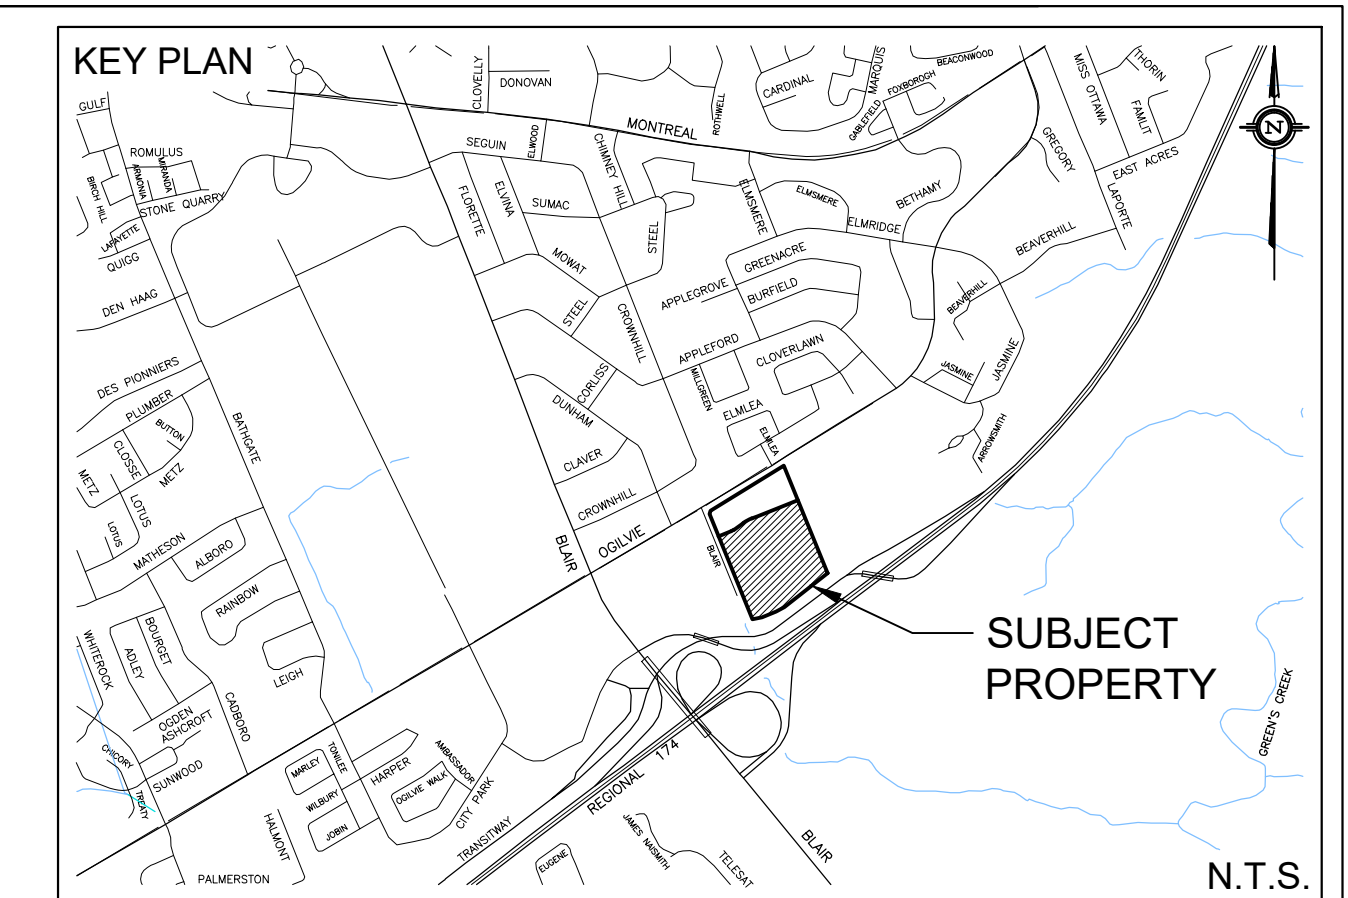 KEY PLAN
GULF
ROMULUS
ARMONIA
MIRANDA
BIRCH HILL
STONE QUARRY
LAFAYETTE
QUIGG
DEN HAAG
DES PIONNIERS
PLUMBER
BUTTON
CLOSSE
METZ
METZ
LOTUS
LOTUS
BATHGATE
MATHESON
ALBORO
RAINBOW
WHITEROCK
BOURGET
ADLEY
LEIGH
OGDEN
ASHCROFT
CADBORO
CHICORY
SUNWOOD
TREATY
MARLEY
TONILEE
HARPER
WILBURY
JOBIN
OGILVIE WALK
AMBASSADOR
CITY PARK
HALMONT
PALMERSTON
CLOVELLY
DONOVAN
SEGUIN
ELWOOD
MONTREAL
ROTHWELL
CARDINAL
MARQUIS
BEACONWOOD
FOXBOROGH
GABLEFIELD
MISS OTTAWA
THORIN
FAMLIT
GREGORY
EAST ACRES
LAPORTE
N
CHIMNEY HILL
FLORETTE
ELVINA
SUMAC
STEEL
MOWAT
STEEL
CROWNHILL
ELMSMERE
ELMSMERE
ELMRIDGE
BETHAMY
BEAVERHILL
GREENACRE
APPLEGROVE
BURFIELD
BEAVERHILL
APPLEFORD
CLOVERLAWN
JASMINE
JASMINE
MILLGREEN
CORLISS
DUNHAM
ELMLEA
ELMLEA
ARROWSMITH
CLAVER
CROWNHILL
OGILVIE
BLAIR
BLAIR
SUBJECT
PROPERTY
GREEN'S CREEK
REGIONAL 174
TRANSITWAY
EUGENE
JAMES NAISMITH
TELESAT
BLAIR
N.T.S.